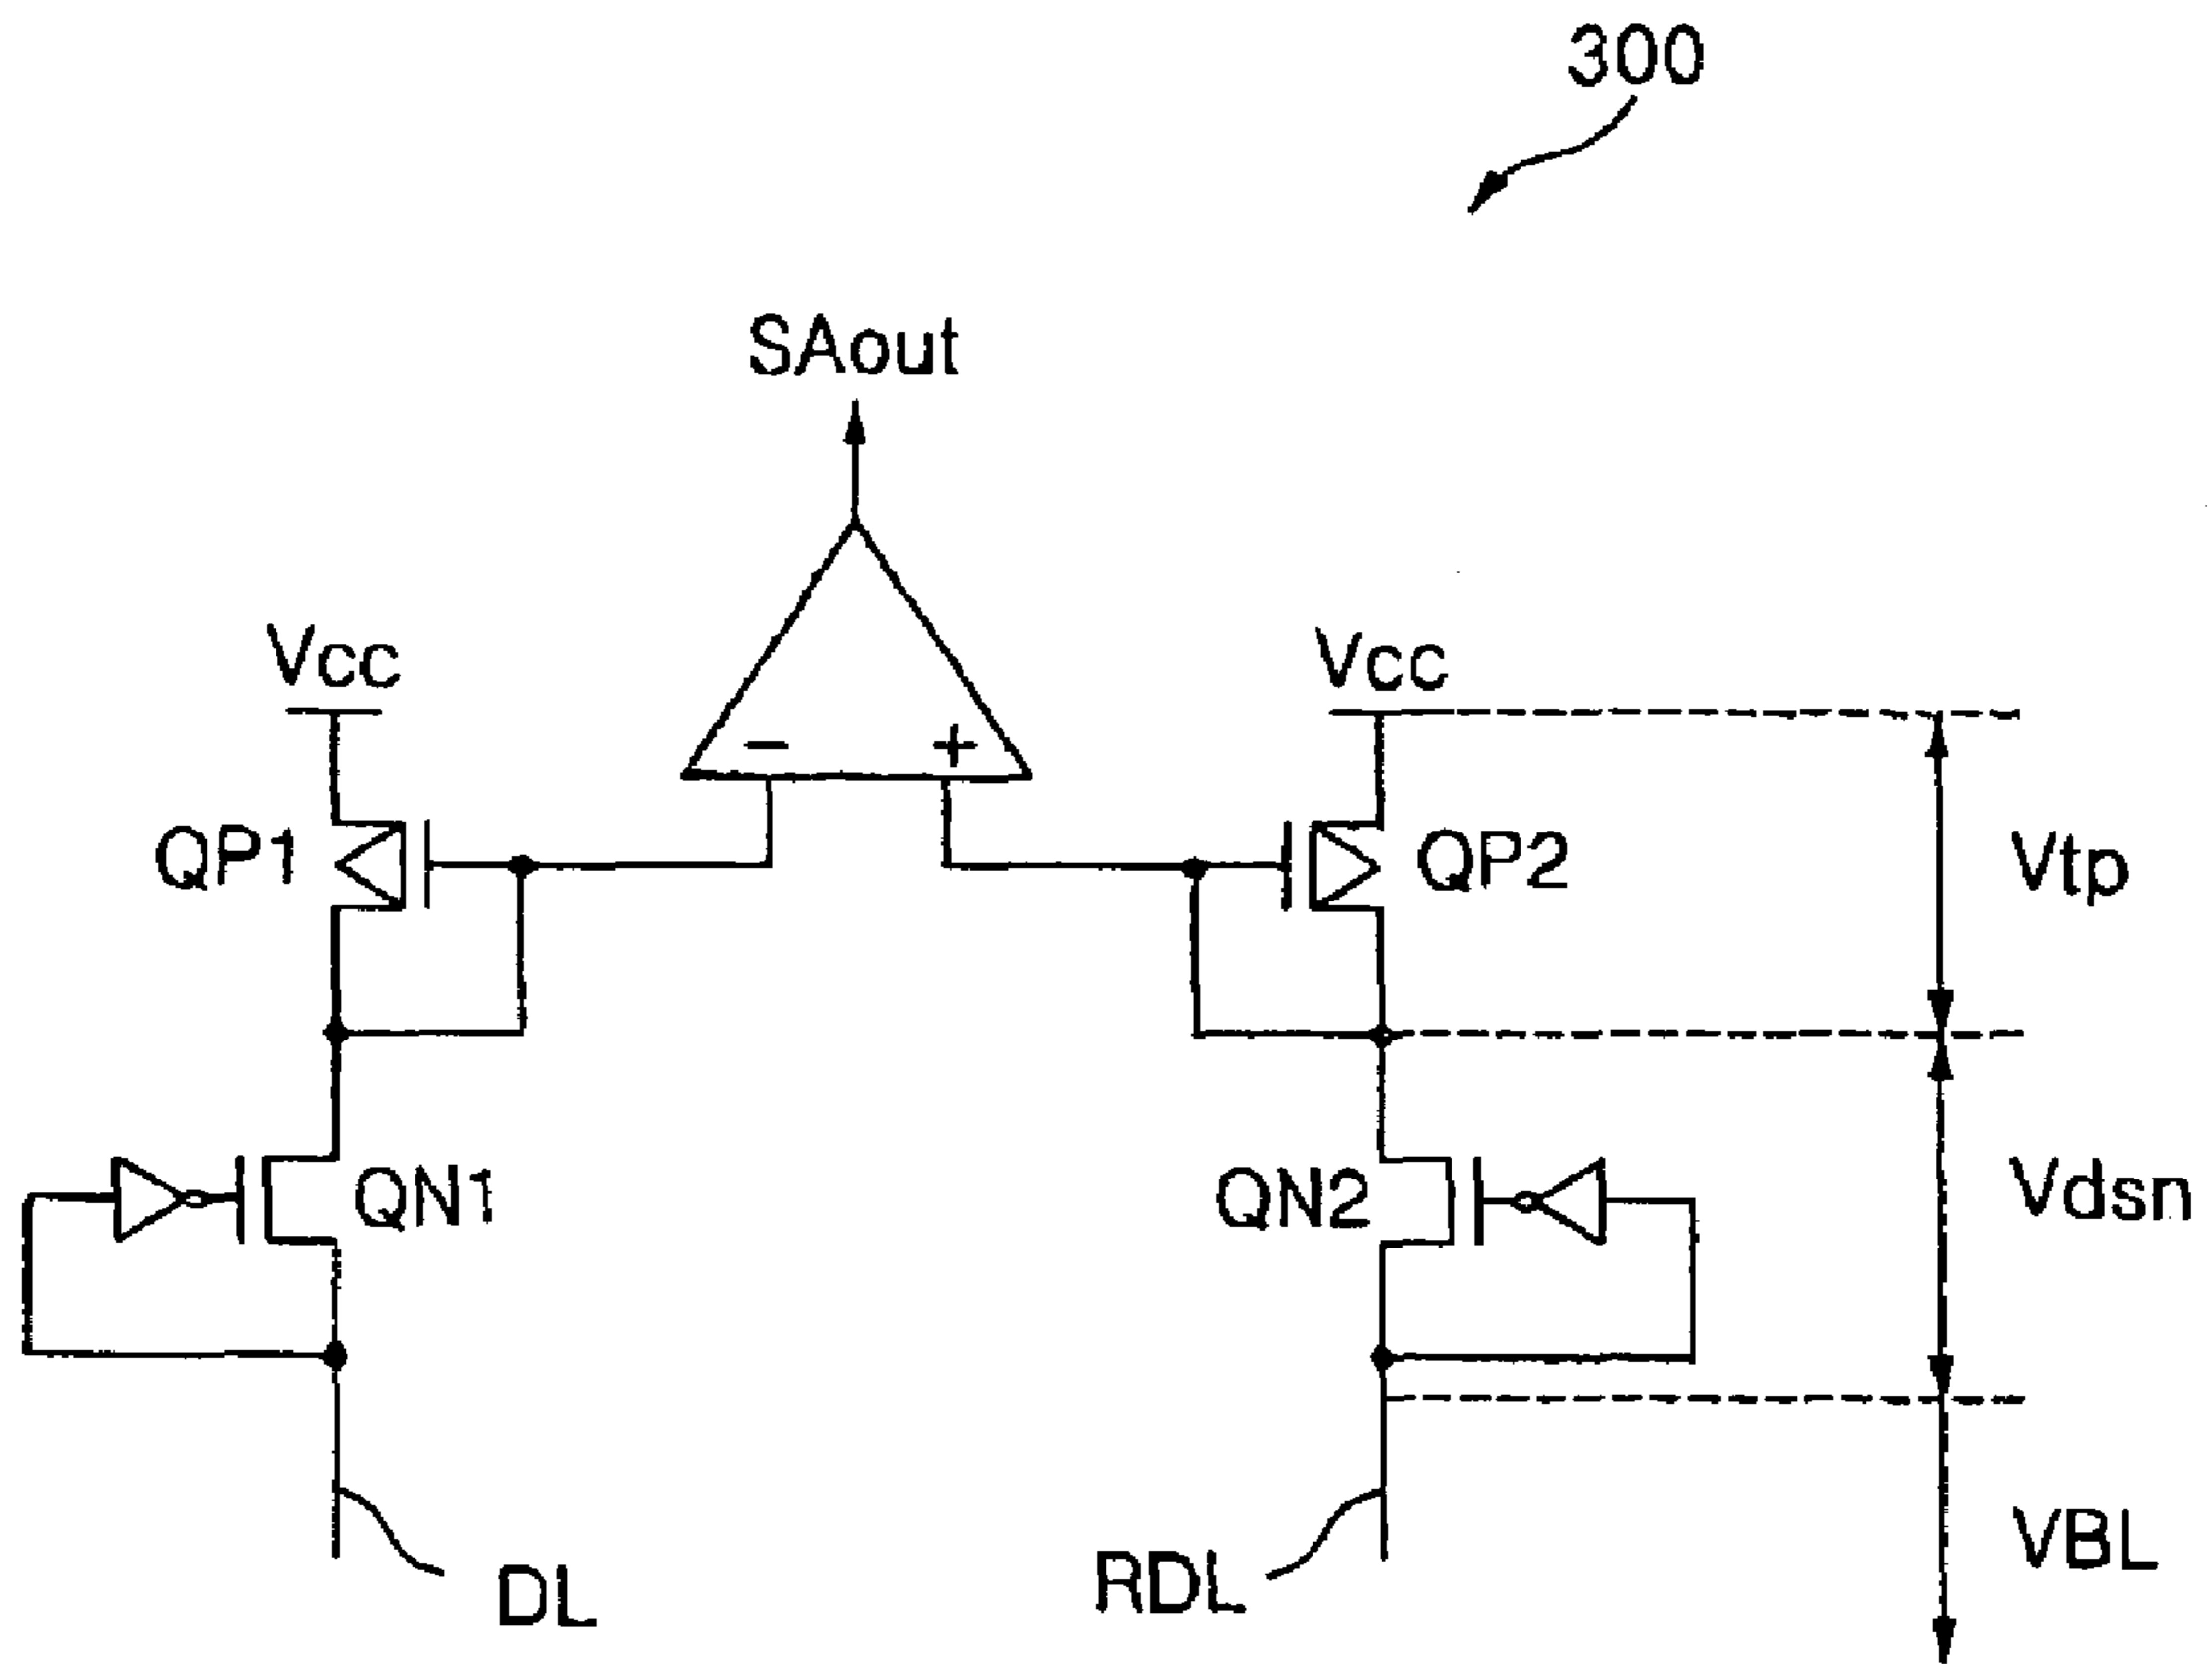 300
SAout
Vcc
Vcc
−
+
QP1
QP2
Vtp
QN1
QN2
Vdsn
VBL
DL
RDL